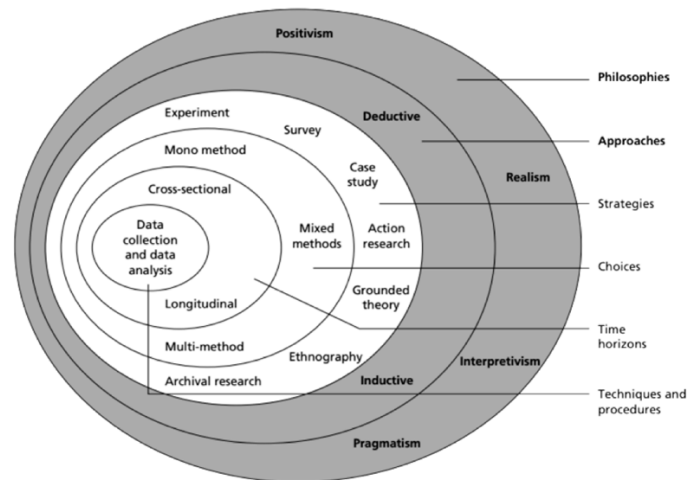 Positivism
Philosophies
Experiment
Survey
Deductive
Approaches
Mono method
Case
study
Realism
Cross-sectional
Strategies
Data
collection
and data
analysis
Mixed
methods
Action
research
Choices
Longitudinal
Grounded
theory
Time
horizons
Multi-method
Ethnography
Interpretivism
Archival research
Inductive
Techniques and
procedures
Pragmatism